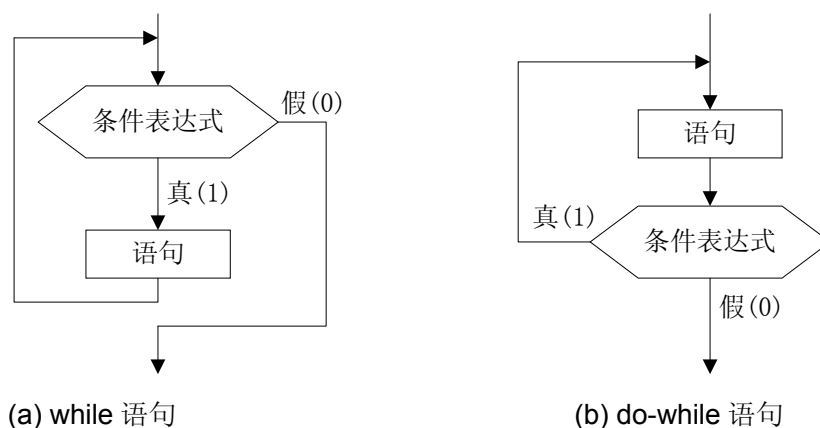 条件表达式
假(0)
真(1)
语句
(a) while 语句
语句
真(1)
条件表达式
假(0)
(b) do-while 语句